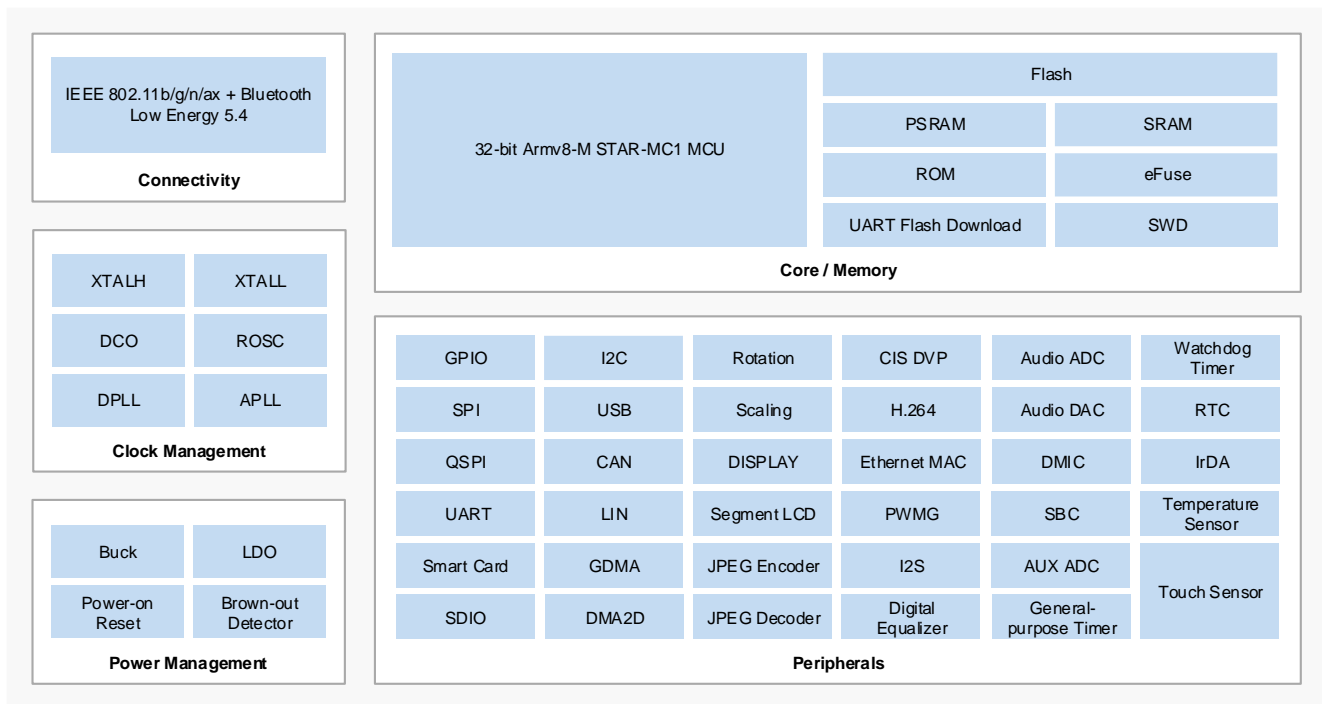 IEEE 802.11b/g/n/ax + Bluetooth
Low Energy 5.4
Connectivity
XTALH
XTALL
DCO
ROSC
DPLL
APLL
Clock Management
Buck
LDO
Power-on
Reset
Brown-out
Detector
Power Management
32-bit Armv8-M STAR-MC1 MCU
Flash
PSRAM
SRAM
ROM
eFuse
UART Flash Download
SWD
Core / Memory
GPIO
I2C
Rotation
CIS DVP
Audio ADC
Watchdog
Timer
SPI
USB
Scaling
H.264
Audio DAC
RTC
QSPI
CAN
DISPLAY
Ethernet MAC
DMIC
IrDA
UART
LIN
Segment LCD
PWMG
SBC
Temperature
Sensor
Smart Card
GDMA
JPEG Encoder
I2S
AUX ADC
Touch Sensor
SDIO
DMA2D
JPEG Decoder
Digital
Equalizer
General-
purpose Timer
Peripherals